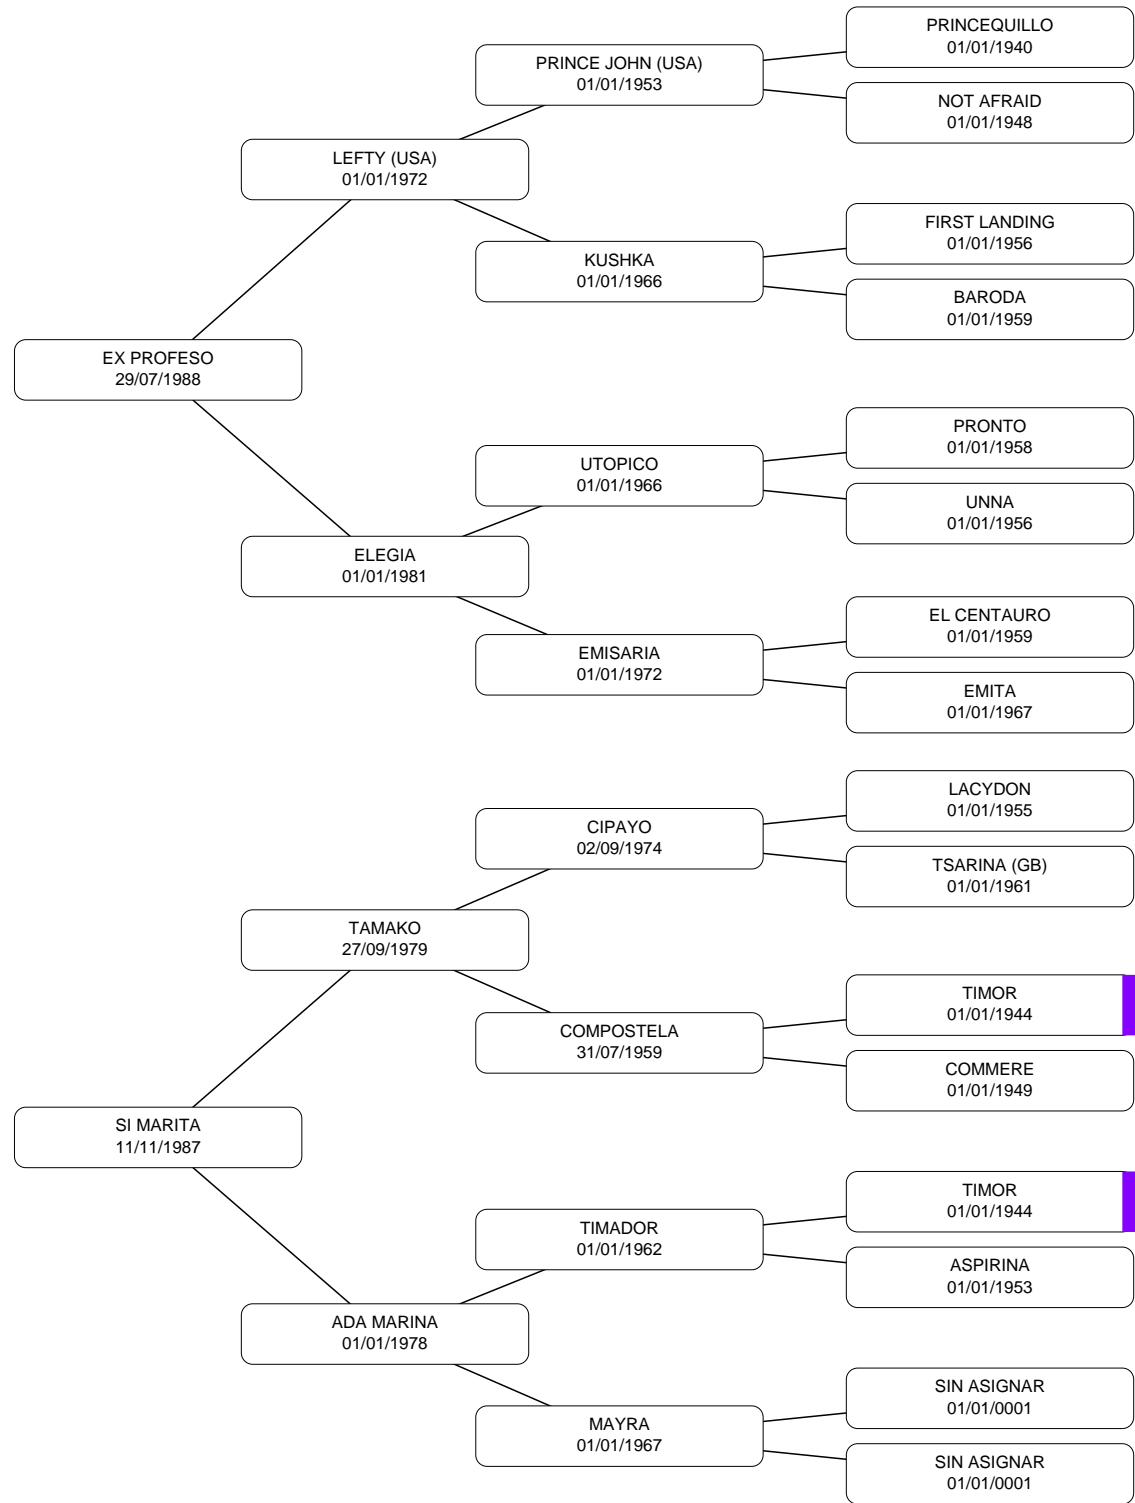 PRINCEQUILLO
01/01/1940
PRINCE JOHN (USA)
01/01/1953
NOT AFRAID
01/01/1948
LEFTY (USA)
01/01/1972
FIRST LANDING
01/01/1956
KUSHKA
01/01/1966
BARODA
01/01/1959
EX PROFESO
29/07/1988
PRONTO
01/01/1958
UTOPICO
01/01/1966
UNNA
01/01/1956
ELEGIA
01/01/1981
EL CENTAURO
01/01/1959
EMISARIA
01/01/1972
EMITA
01/01/1967
LACYDON
01/01/1955
CIPAYO
02/09/1974
TSARINA (GB)
01/01/1961
TAMAKO
27/09/1979
TIMOR
01/01/1944
COMPOSTELA
31/07/1959
COMMERE
01/01/1949
SI MARITA
11/11/1987
TIMOR
01/01/1944
TIMADOR
01/01/1962
ASPIRINA
01/01/1953
ADA MARINA
01/01/1978
SIN ASIGNAR
01/01/0001
MAYRA
01/01/1967
SIN ASIGNAR
01/01/0001